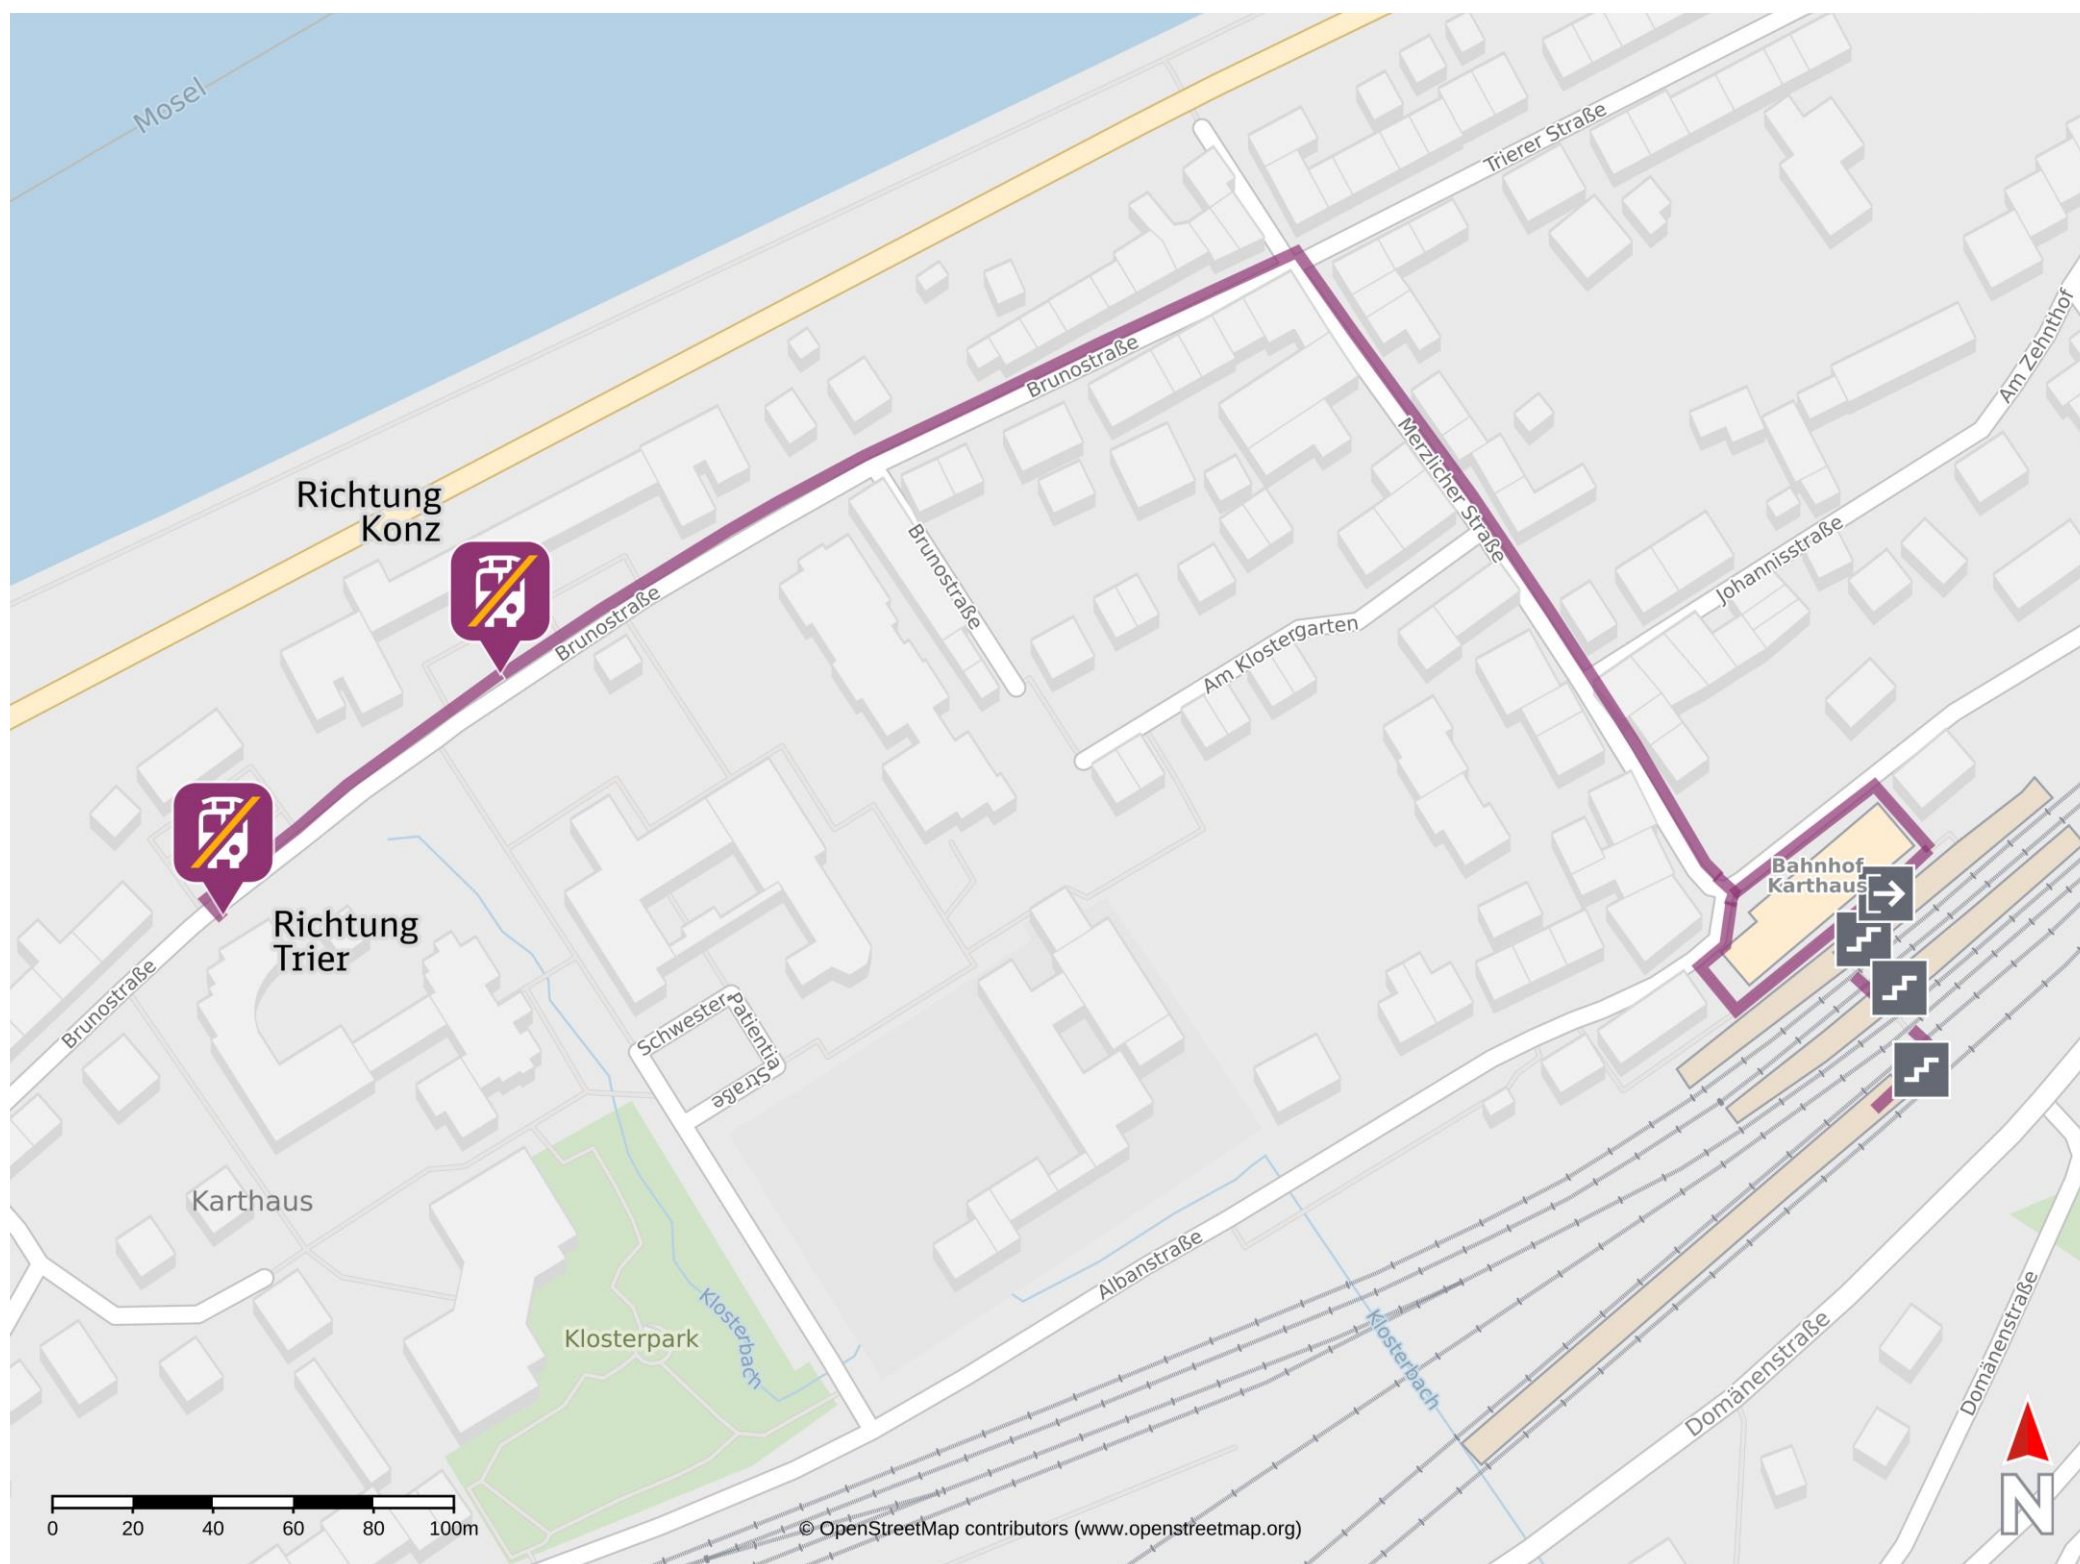 Mosel
Trierer Straße
Am Zehnthof
Brunostraße
Richtung
Konz
Merzlicher Straße
Brunostraße
Johannisstraße
Brunostraße
Am Klostergarten
Bahnhof
Karthaus
Richtung
Trier
Brunostraße
Schwester
Patientia
Straße
Karthaus
Albanstraße
Klosterpark
Klosterbach
Klosterbach
Domänenstraße
Domänenstraße
N
0 20 40 60 80 100m
© OpenStreetMap contributors (www.openstreetmap.org)